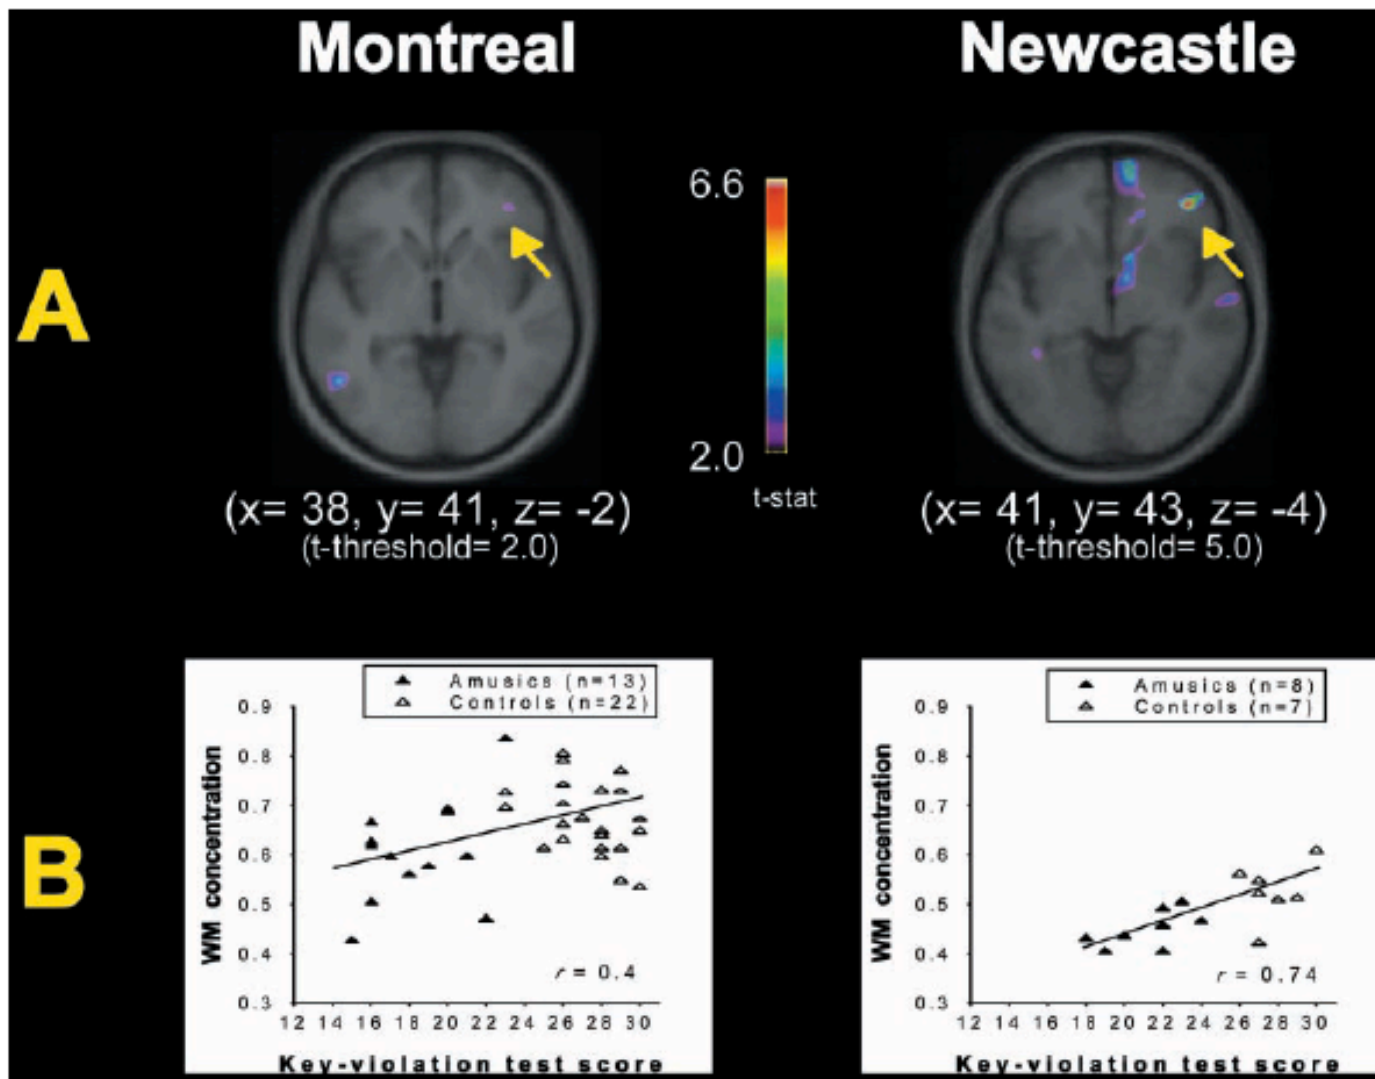 Montreal
Newcastle
A
6.6
2.0
t-stat
(x= 38, y= 41, z= -2)
(t-threshold= 2.0)
(x= 41, y= 43, z= -4)
(t-threshold= 5.0)
B
Amusics (n=13)
Controls (n=22)
WM concentration
0.9
0.8
0.7
0.6
0.5
0.4
0.3
r = 0.4
12 14 16 18 20 22 24 26 28 30
Key-violation test score
Amusics (n=8)
Controls (n=7)
WM concentration
0.9
0.8
0.7
0.6
0.5
0.4
0.3
r = 0.74
12 14 16 18 20 22 24 26 28 30
Key-violation test score